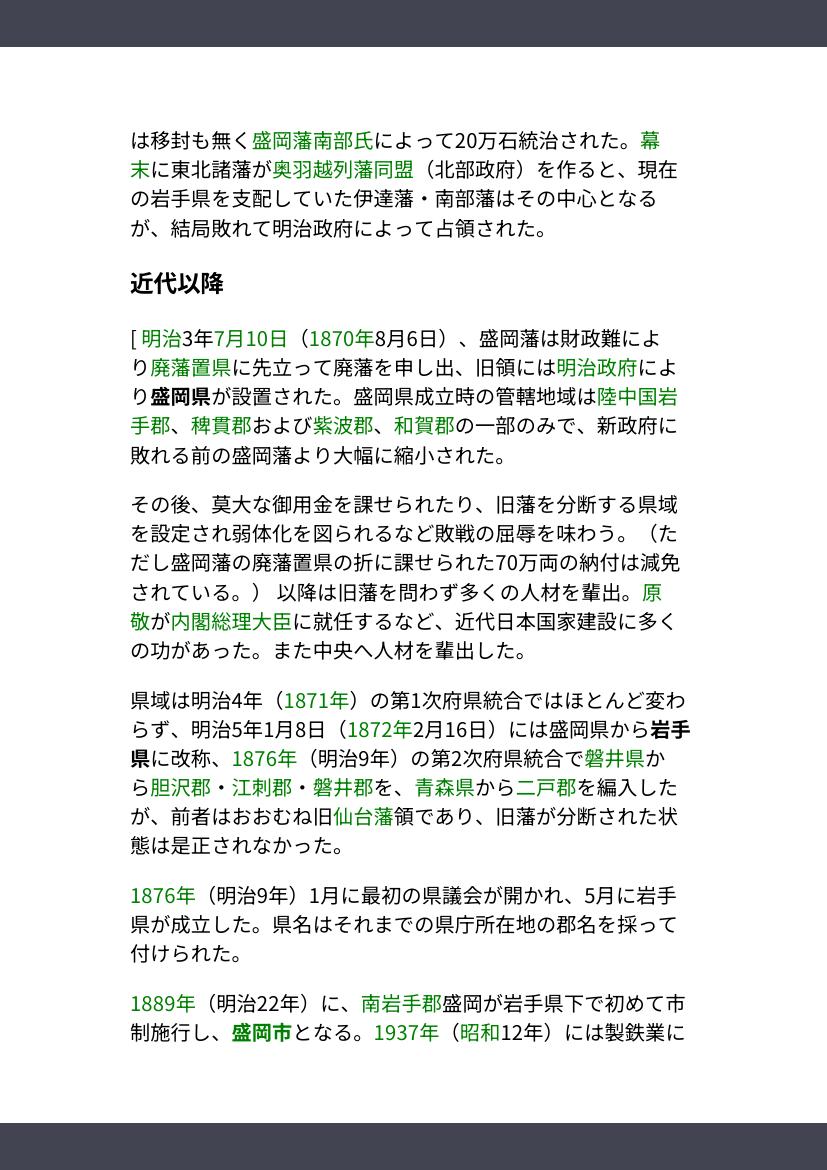 は移封も無く盛岡藩南部氏によって20万石統治された。幕
末に東北諸藩が奥羽越列藩同盟（北部政府）を作ると、現在
の岩手県を支配していた伊達藩・南部藩はその中心となる
が、結局敗れて明治政府によって占領された。
近代以降
[ 明治3年7月10日（1870年8月6日）、盛岡藩は財政難によ
り廃藩置県に先立って廃藩を申し出、旧領には明治政府によ
り盛岡県が設置された。盛岡県成立時の管轄地域は陸中国岩
手郡、稗貫郡および紫波郡、和賀郡の一部のみで、新政府に
敗れる前の盛岡藩より大幅に縮小された。
その後、莫大な御用金を課せられたり、旧藩を分断する県域
を設定され弱体化を図られるなど敗戦の屈辱を味わう。（た
だし盛岡藩の廃藩置県の折に課せられた70万両の納付は減免
されている。） 以降は旧藩を問わず多くの人材を輩出。原
敬が内閣総理大臣に就任するなど、近代日本国家建設に多く
の功があった。また中央へ人材を輩出した。
県域は明治4年（1871年）の第1次府県統合ではほとんど変わ
らず、明治5年1月8日（1872年2月16日）には盛岡県から岩手
県に改称、1876年（明治9年）の第2次府県統合で磐井県か
ら胆沢郡・江刺郡・磐井郡を、青森県から二戸郡を編入した
が、前者はおおむね旧仙台藩領であり、旧藩が分断された状
態は是正されなかった。
1876年（明治9年）1月に最初の県議会が開かれ、5月に岩手
県が成立した。県名はそれまでの県庁所在地の郡名を採って
付けられた。
1889年（明治22年）に、南岩手郡盛岡が岩手県下で初めて市
制施行し、盛岡市となる。1937年（昭和12年）には製鉄業に